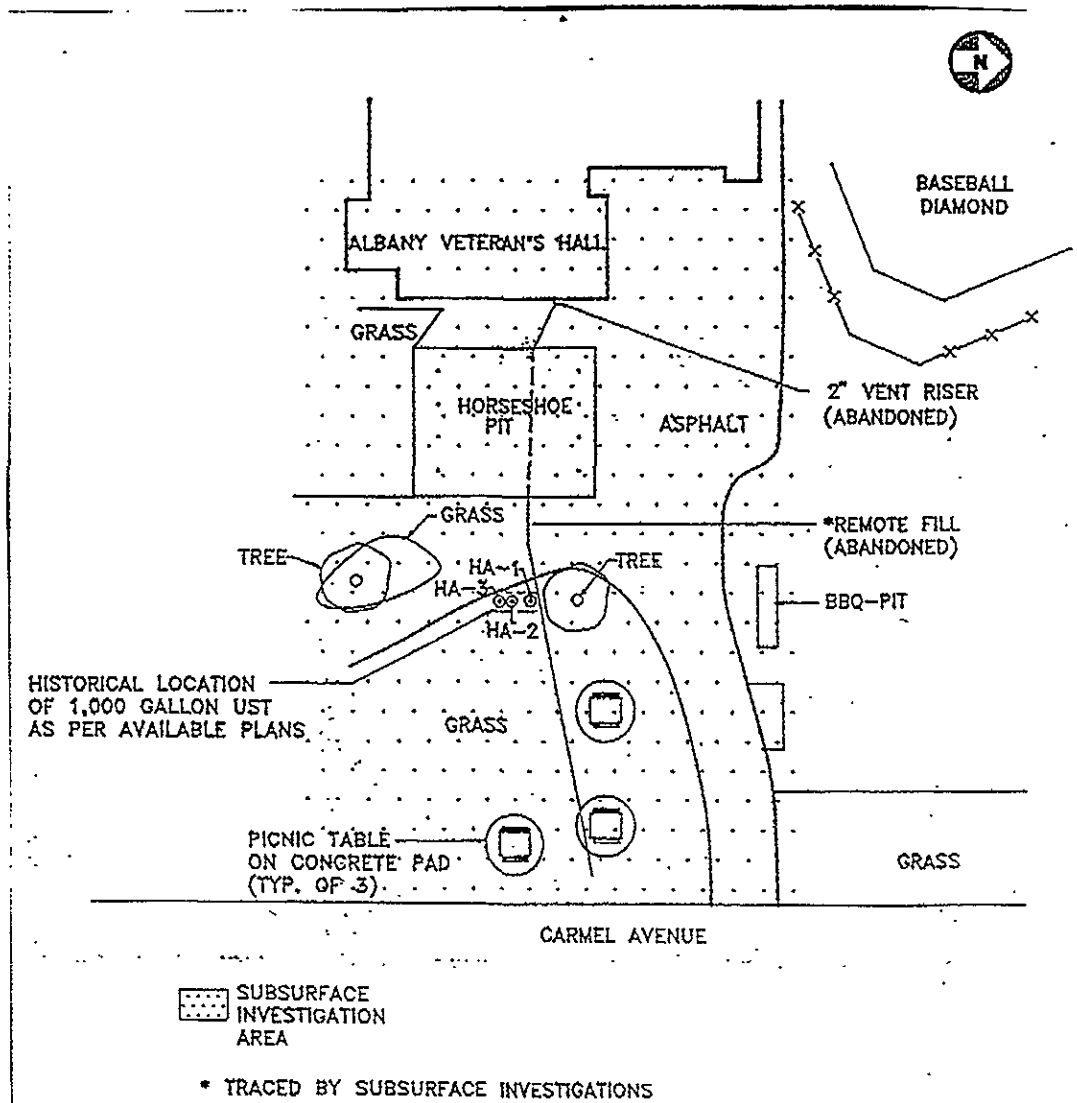 N
BASEBALL
DIAMOND
ALBANY VETERAN'S HALL
GRASS
2" VENT RISER
(ABANDONED)
HORSESHOE
PIT
ASPHALT
GRASS
*REMOTE FILL
(ABANDONED)
TREE
HA-1
TREE
HA-3
HA-2
BBQ-PIT
HISTORICAL LOCATION
OF 1,000 GALLON UST
AS PER AVAILABLE PLANS
GRASS
PICNIC TABLE
ON CONCRETE PAD
(TYP. OF 3)
GRASS
CARMEL AVENUE
SUBSURFACE
INVESTIGATION
AREA
* TRACED BY SUBSURFACE INVESTIGATIONS